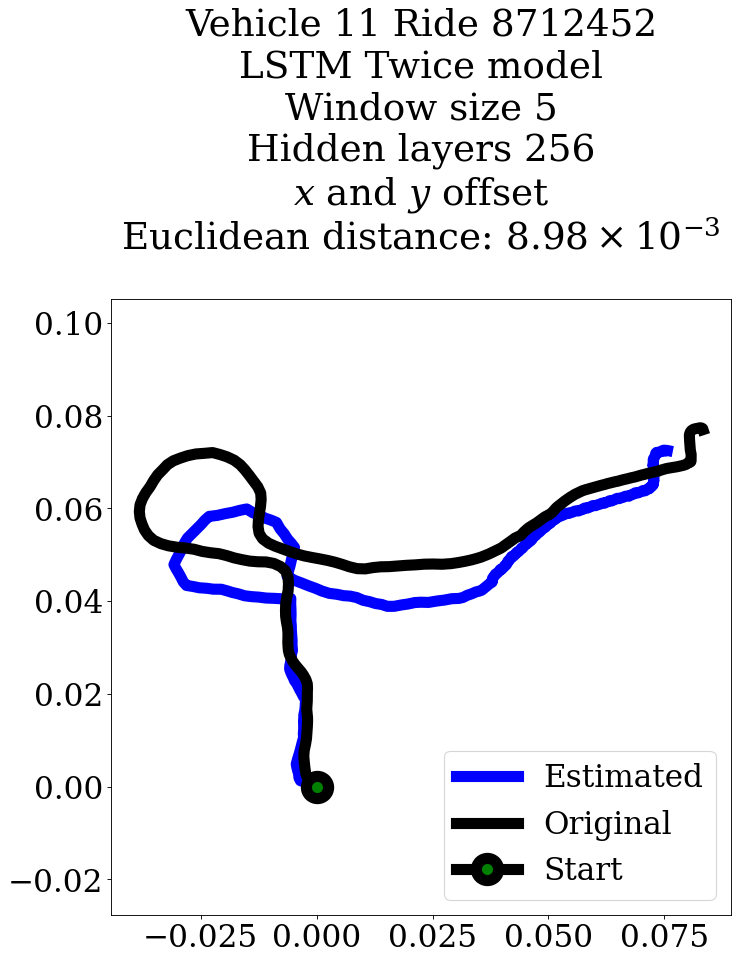 Vehicle 11 Ride 8712452
LSTM Twice model
Window size 5
Hidden layers 256
x and y offset
Euclidean distance: 8.98 × 10⁻³
0.10
0.08
0.06
0.04
0.02
0.00
−0.02
Estimated
Original
Start
−0.025 0.000 0.025 0.050 0.075